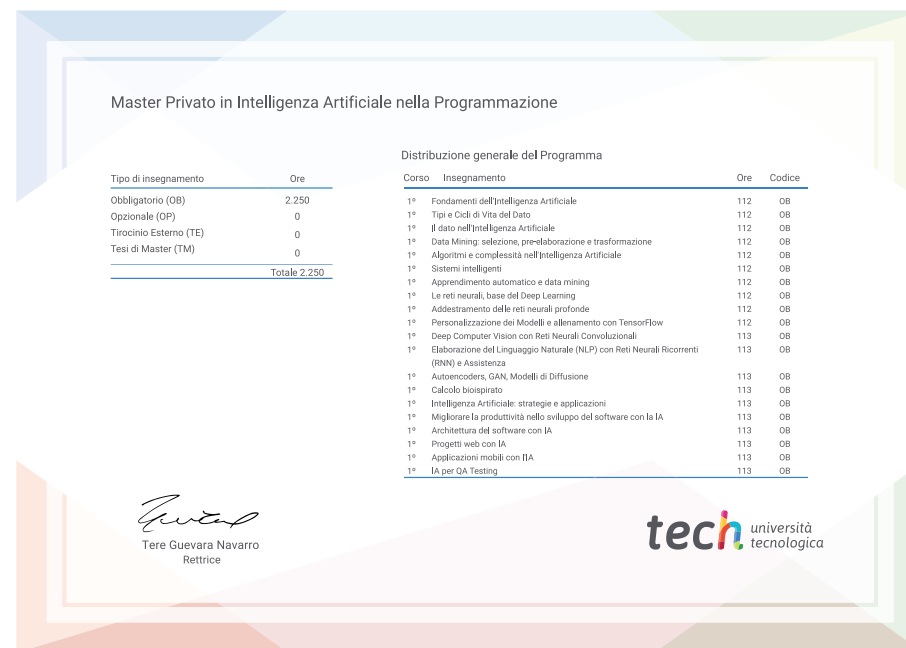 Master Privato in Intelligenza Artificiale nella Programmazione
Tipo di insegnamento Ore
Obbligatorio (OB) 2.250
Opzionale (OP) 0
Tirocinio Esterno (TE) 0
Tesi di Master (TM) 0
Totale 2.250
Distribuzione generale del Programma
Corso Insegnamento Ore Codice
1º Fondamenti dell'Intelligenza Artificiale 112 OB
1º Tipi e Cicli di Vita del Dato 112 OB
1º Il dato nell'Intelligenza Artificiale 112 OB
1º Data Mining: selezione, pre-elaborazione e trasformazione 112 OB
1º Algoritmi e complessità nell'Intelligenza Artificiale 112 OB
1º Sistemi intelligenti 112 OB
1º Apprendimento automatico e data mining 112 OB
1º Le reti neurali, base del Deep Learning 112 OB
1º Addestramento delle reti neurali profonde 112 OB
1º Personalizzazione dei Modelli e allenamento con TensorFlow 112 OB
1º Deep Computer Vision con Reti Neurali Convoluzionali 113 OB
1º Elaborazione del Linguaggio Naturale (NLP) con Reti Neurali Ricorrenti 113 OB
(RNN) e Assistenza
1º Autoencoders, GAN, Modelli di Diffusione 113 OB
1º Calcolo bioispirato 113 OB
1º Intelligenza Artificiale: strategie e applicazioni 113 OB
1º Migliorare la produttività nello sviluppo del software con la IA 113 OB
1º Architettura del software con IA 113 OB
1º Progetti web con IA 113 OB
1º Applicazioni mobili con l'IA 113 OB
1º IA per QA Testing 113 OB
Tere Guevara Navarro
Rettrice
tech università
tecnologica